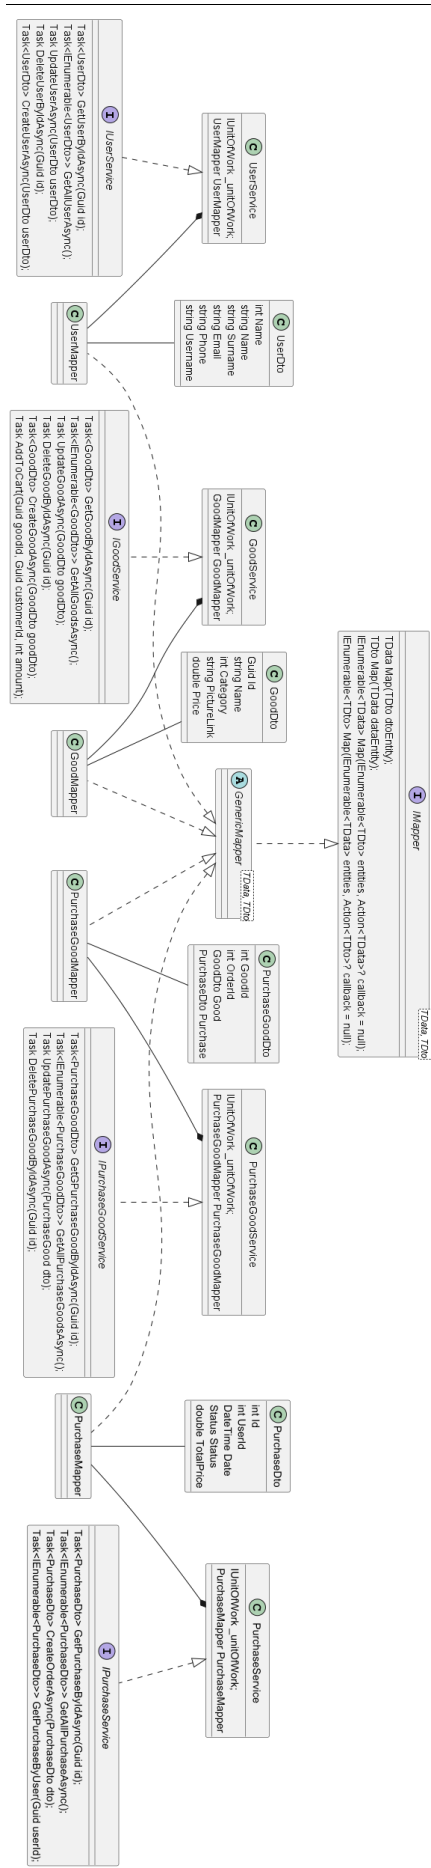 TData, TDto
I IMapper
TData Map(TDto dtoEntity);
TDto Map(TData dataEntity);
IEnumerable<TData> Map(IEnumerable<TDto> entities, Action<TData>? callback = null);
IEnumerable<TDto> Map(IEnumerable<TData> entities, Action<TDto>? callback = null);
C UserService
IUnitOfWork _unitOfWork;
UserMapper UserMapper
C UserDto
int Name
string Name
string Surname
string Email
string Phone
string Username
C GoodService
IUnitOfWork _unitOfWork;
GoodMapper GoodMapper
C GoodDto
Guid Id
string Name
int Category
string PictureLink
double Price
TData, TDto
A GenericMapper
C PurchaseGoodDto
int GoodId
int OrderId
GoodDto Good
PurchaseDto Purchase
C PurchaseGoodService
IUnitOfWork _unitOfWork;
PurchaseGoodMapper PurchaseGoodMapper
C PurchaseDto
int Id
int UserId
DateTime Date
Status Status
double TotalPrice
C PurchaseService
IUnitOfWork _unitOfWork;
PurchaseMapper PurchaseMapper
I IUserService
Task<UserDto> GetUserByIdAsync(Guid id);
Task<IEnumerable<UserDto>> GetAllUserAsync();
Task UpdateUserAsync(UserDto userDto);
Task DeleteUserByIdAsync(Guid id);
Task<UserDto> CreateUserAsync(UserDto userDto);
C UserMapper
I IGoodService
Task<GoodDto> GetGoodByIdAsync(Guid id);
Task<IEnumerable<GoodDto>> GetAllGoodsAsync();
Task UpdateGoodAsync(GoodDto goodDto);
Task DeleteGoodByIdAsync(Guid id);
Task<GoodDto> CreateGoodAsync(GoodDto goodDto);
Task AddToCart(Guid goodId, Guid customerId, int amount);
C GoodMapper
C PurchaseGoodMapper
I IPurchaseGoodService
Task<PurchaseGoodDto> GetGPurchaseGoodByIdAsync(Guid id);
Task<IEnumerable<PurchaseGoodDto>> GetAllPurchaseGoodsAsync();
Task UpdatePurchaseGoodAsync(PurchaseGood dto);
Task DeletePurchaseGoodByIdAsync(Guid id);
C PurchaseMapper
I IPurchaseService
Task<PurchaseDto> GetPurchaseByIdAsync(Guid id);
Task<IEnumerable<PurchaseDto>> GetAllPurchaseAsync();
Task<PurchaseDto> CreateOrderAsync(PurchaseDto dto);
Task<IEnumerable<PurchaseDto>> GetPurchaseByUser(Guid userId);